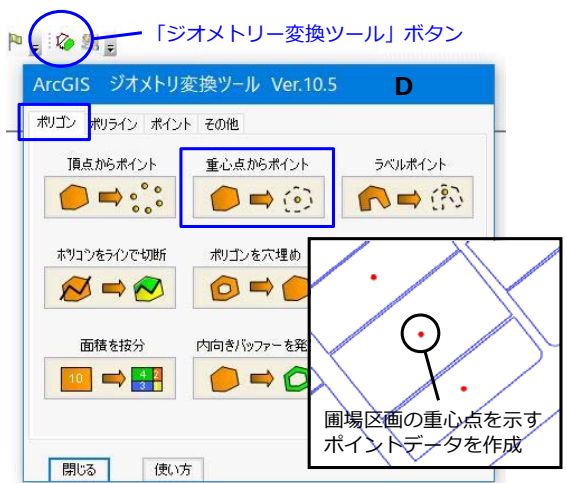 「ジオメトリー変換ツール」ボタン
ArcGIS ジオメトリ変換ツール Ver.10.5
D
ポリゴン ポリライン ポイント その他
頂点からポイント
重心点からポイント
ラベルポイント
ポリゴンをラインで切断
ポリゴンを穴埋め
面積を按分
内向きバッファーを発
10
4 2
3 1
圃場区画の重心点を示す
ポイントデータを作成
閉じる
使い方